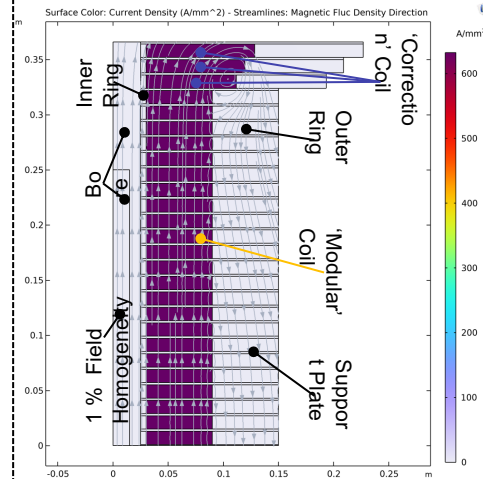 Surface Color: Current Density (A/mm^2) - Streamlines: Magnetic Fluc Density Direction
m
A/mm²
0.35
0.3
0.25
0.2
0.15
0.1
0.05
0
-0.05
0
0.05
0.1
0.15
0.2
0.25
m
600
500
400
300
200
100
0
Inner
Ring
'Correctio
n' Coil
Outer
Ring
Bo
e
'Modular'
Coil
1 % Field
Homogeneity
Suppor
t Plate